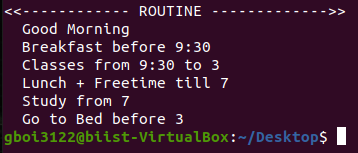 <<------------ ROUTINE ------------->>
Good Morning
Breakfast before 9:30
Classes from 9:30 to 3
Lunch + Freetime till 7
Study from 7
Go to Bed before 3
gboi3122@biist-VirtualBox:~/Desktop$